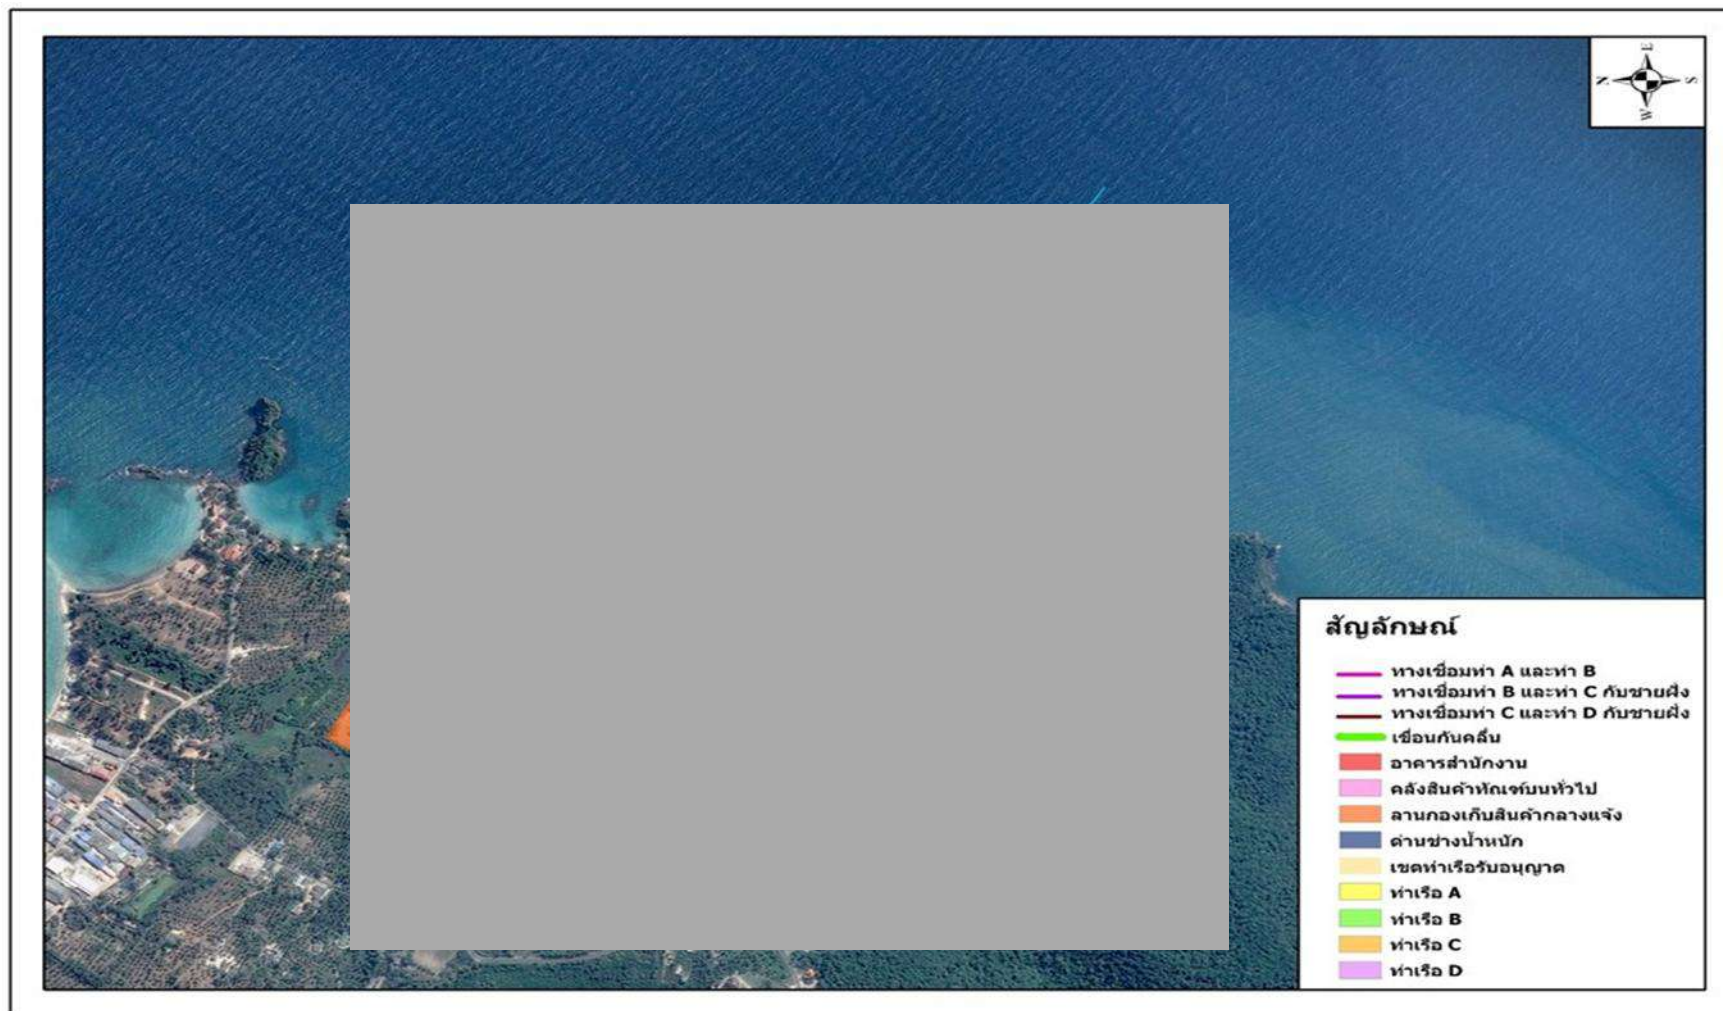 E
N S
W
สัญลักษณ์
ทางเชื่อมท่า A และท่า B
ทางเชื่อมท่า B และท่า C กับชายฝั่ง
ทางเชื่อมท่า C และท่า D กับชายฝั่ง
เขื่อนกันคลื่น
อาคารสำนักงาน
คลังสินค้าทัณฑ์บนทั่วไป
ลานกองเก็บสินค้ากลางแจ้ง
ด่านช่างน้ำหนัก
เขตท่าเรือรับอนุญาต
ท่าเรือ A
ท่าเรือ B
ท่าเรือ C
ท่าเรือ D